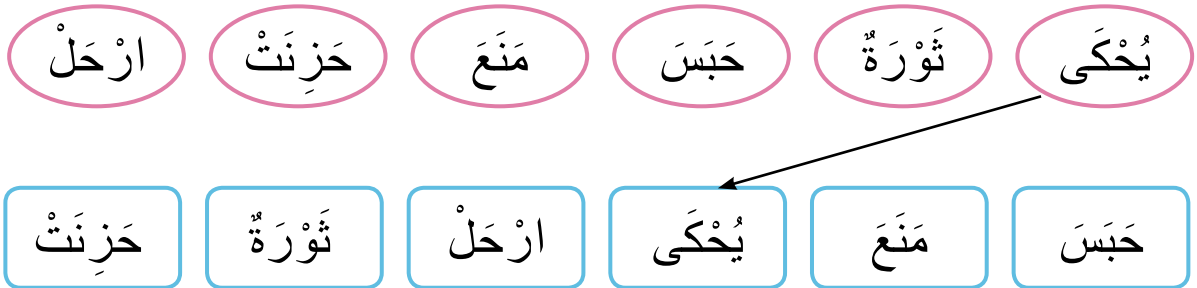 يُحْكَى ثَوْرَةٌ حَبَسَ مَنَعَ حَزِنَتْ ارْحَلْ
حَبَسَ مَنَعَ يُحْكَى ارْحَلْ ثَوْرَةٌ حَزِنَتْ